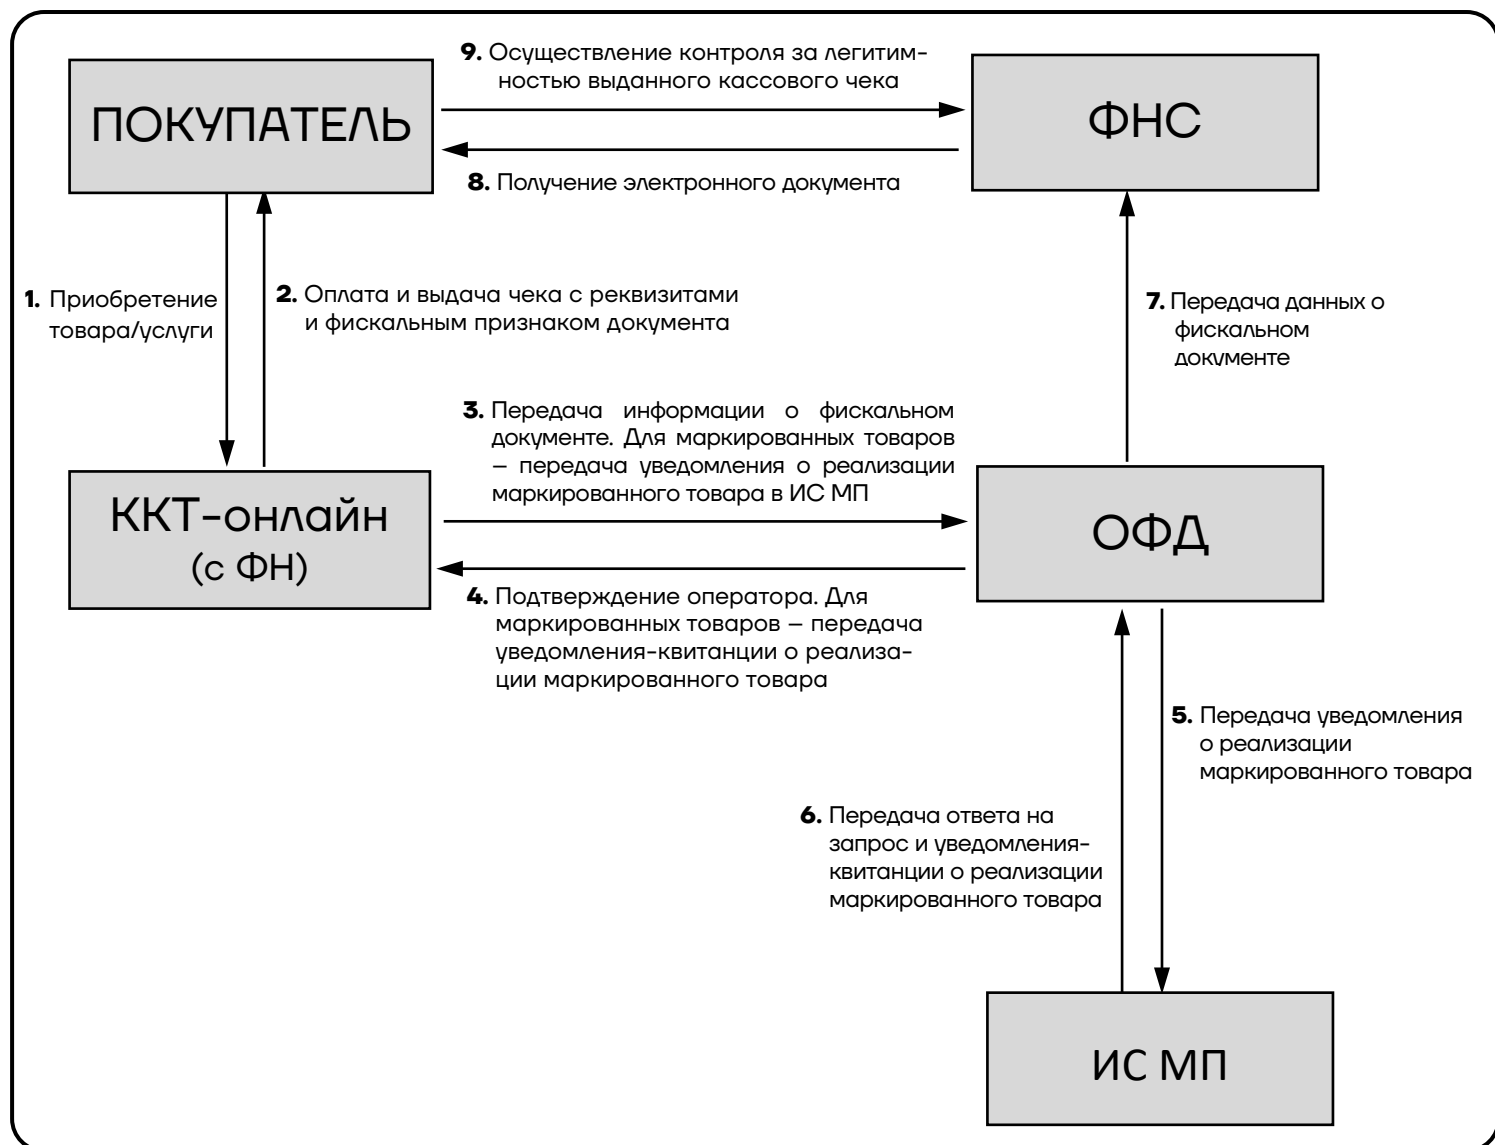 9. Осуществление контроля за легитим-
ностью выданного кассового чека
ПОКУПАТЕЛЬ
ФНС
8. Получение электронного документа
1. Приобретение
товара/услуги
2. Оплата и выдача чека с реквизитами
и фискальным признаком документа
7. Передача данных о
фискальном
документе
3. Передача информации о фискальном
документе. Для маркированных товаров
– передача уведомления о реализации
маркированного товара в ИС МП
ККТ-онлайн
(с ФН)
ОФД
4. Подтверждение оператора. Для
маркированных товаров – передача
уведомления-квитанции о реализа-
ции маркированного товара
5. Передача уведомления
о реализации
маркированного товара
6. Передача ответа на
запрос и уведомления-
квитанции о реализации
маркированного товара
ИС МП